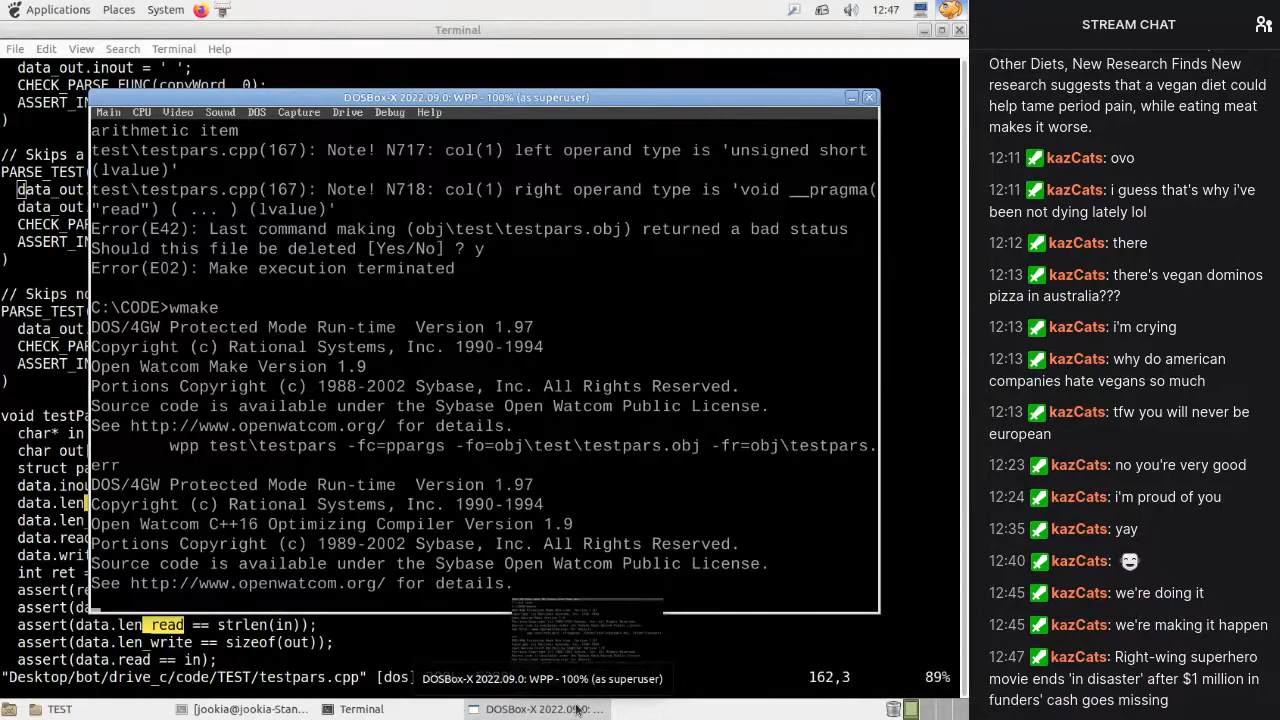 Applications Places System 12:47
Terminal
File Edit View Search Terminal Help
data_out.inout = ' ';
CHECK_PARSE_FUNC(copyWord, 0);
ASSERT_IN
)
// Skips a
PARSE_TEST(
data_out.
data_out.
CHECK_PAR
ASSERT_IN
)
// Skips no
PARSE_TEST(
data_out.
CHECK_PAR
ASSERT_IN
)
void testPa
char* in
char out[
struct pa
data.inou
data.len
data.len_
data.read
data.writ
int ret =
assert(re
assert(da
read == strlen(in));
"Desktop/bot/drive_c/code/TEST/testpars.cpp" [dos] 162,3 89%
DOSBox-X 2022.09.0: WPP - 100% (as superuser)
Main CPU Video Sound DOS Capture Drive Debug Help
arithmetic item
test\testpars.cpp(167): Note! N717: col(1) left operand type is 'unsigned short
(lvalue)'
test\testpars.cpp(167): Note! N718: col(1) right operand type is 'void __pragma(
"read") ( ... ) (lvalue)'
Error(E42): Last command making (obj\test\testpars.obj) returned a bad status
Should this file be deleted [Yes/No] ? y
Error(E02): Make execution terminated
C:\CODE>wmake
DOS/4GW Protected Mode Run-time Version 1.97
Copyright (c) Rational Systems, Inc. 1990-1994
Open Watcom Make Version 1.9
Portions Copyright (c) 1988-2002 Sybase, Inc. All Rights Reserved.
Source code is available under the Sybase Open Watcom Public License.
See http://www.openwatcom.org/ for details.
wpp test\testpars -fc=ppargs -fo=obj\test\testpars.obj -fr=obj\testpars.
err
DOS/4GW Protected Mode Run-time Version 1.97
Copyright (c) Rational Systems, Inc. 1990-1994
Open Watcom C++16 Optimizing Compiler Version 1.9
Portions Copyright (c) 1989-2002 Sybase, Inc. All Rights Reserved.
Source code is available under the Sybase Open Watcom Public License.
See http://www.openwatcom.org/ for details.
DOSBox-X 2022.09.0: WPP - 100% (as superuser)
TEST [jookia@jookia-Stan... Terminal DOSBox-X 2022.09.0: ...
STREAM CHAT
Other Diets, New Research Finds New
research suggests that a vegan diet could
help tame period pain, while eating meat
makes it worse.
12:11 kazCats: ovo
12:11 kazCats: i guess that's why i've
been not dying lately lol
12:12 kazCats: there
12:13 kazCats: there's vegan dominos
pizza in australia???
12:13 kazCats: i'm crying
12:13 kazCats: why do american
companies hate vegans so much
12:13 kazCats: tfw you will never be
european
12:23 kazCats: no you're very good
12:24 kazCats: i'm proud of you
12:35 kazCats: yay
12:40 kazCats:
12:45 kazCats: we're doing it
kazCats: we're making it
kazCats: Right-wing superhero
movie ends 'in disaster' after $1 million in
funders' cash goes missing